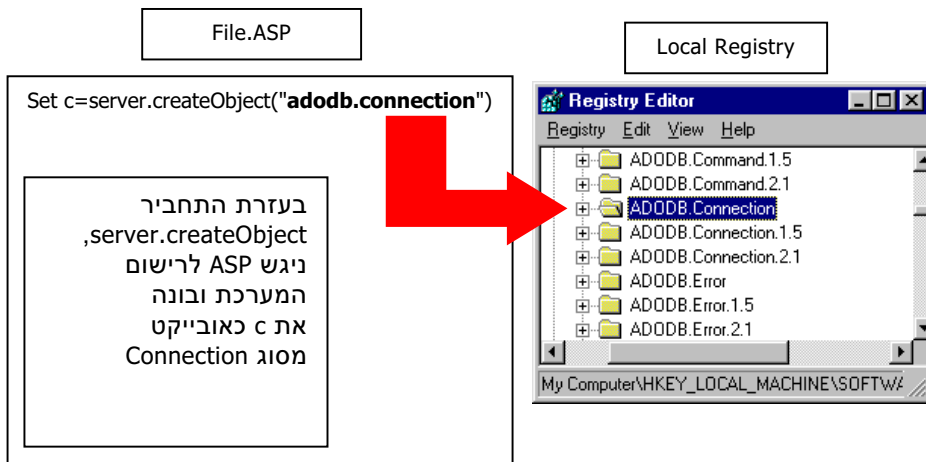 File.ASP
Local Registry
Set c=server.createObject("adodb.connection")
בעזרת התחביר
server.createObject,
ניגש ASP לרישום
המערכת ובונה
את c כאובייקט
מסוג Connection
Registry Editor
Registry Edit View Help
ADODB.Command.1.5
ADODB.Command.2.1
ADODB.Connection
ADODB.Connection.1.5
ADODB.Connection.2.1
ADODB.Error
ADODB.Error.1.5
ADODB.Error.2.1
My Computer\HKEY_LOCAL_MACHINE\SOFTWA